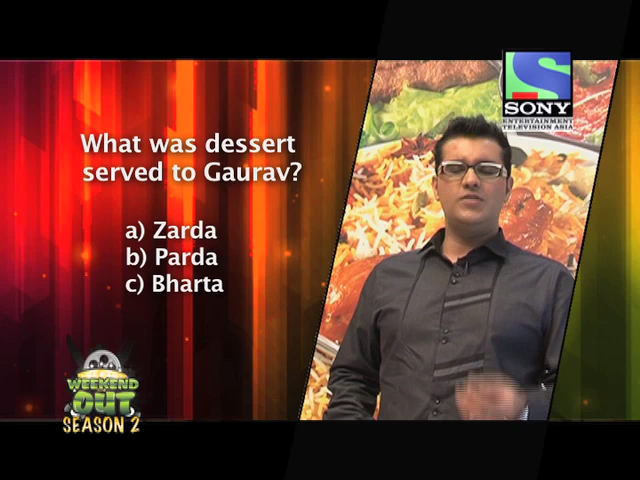 What was dessert
served to Gaurav?
a) Zarda
b) Parda
c) Bharta
SONY
ENTERTAINMENT
TELEVISION ASIA
WEEKEND
OUT
SEASON 2